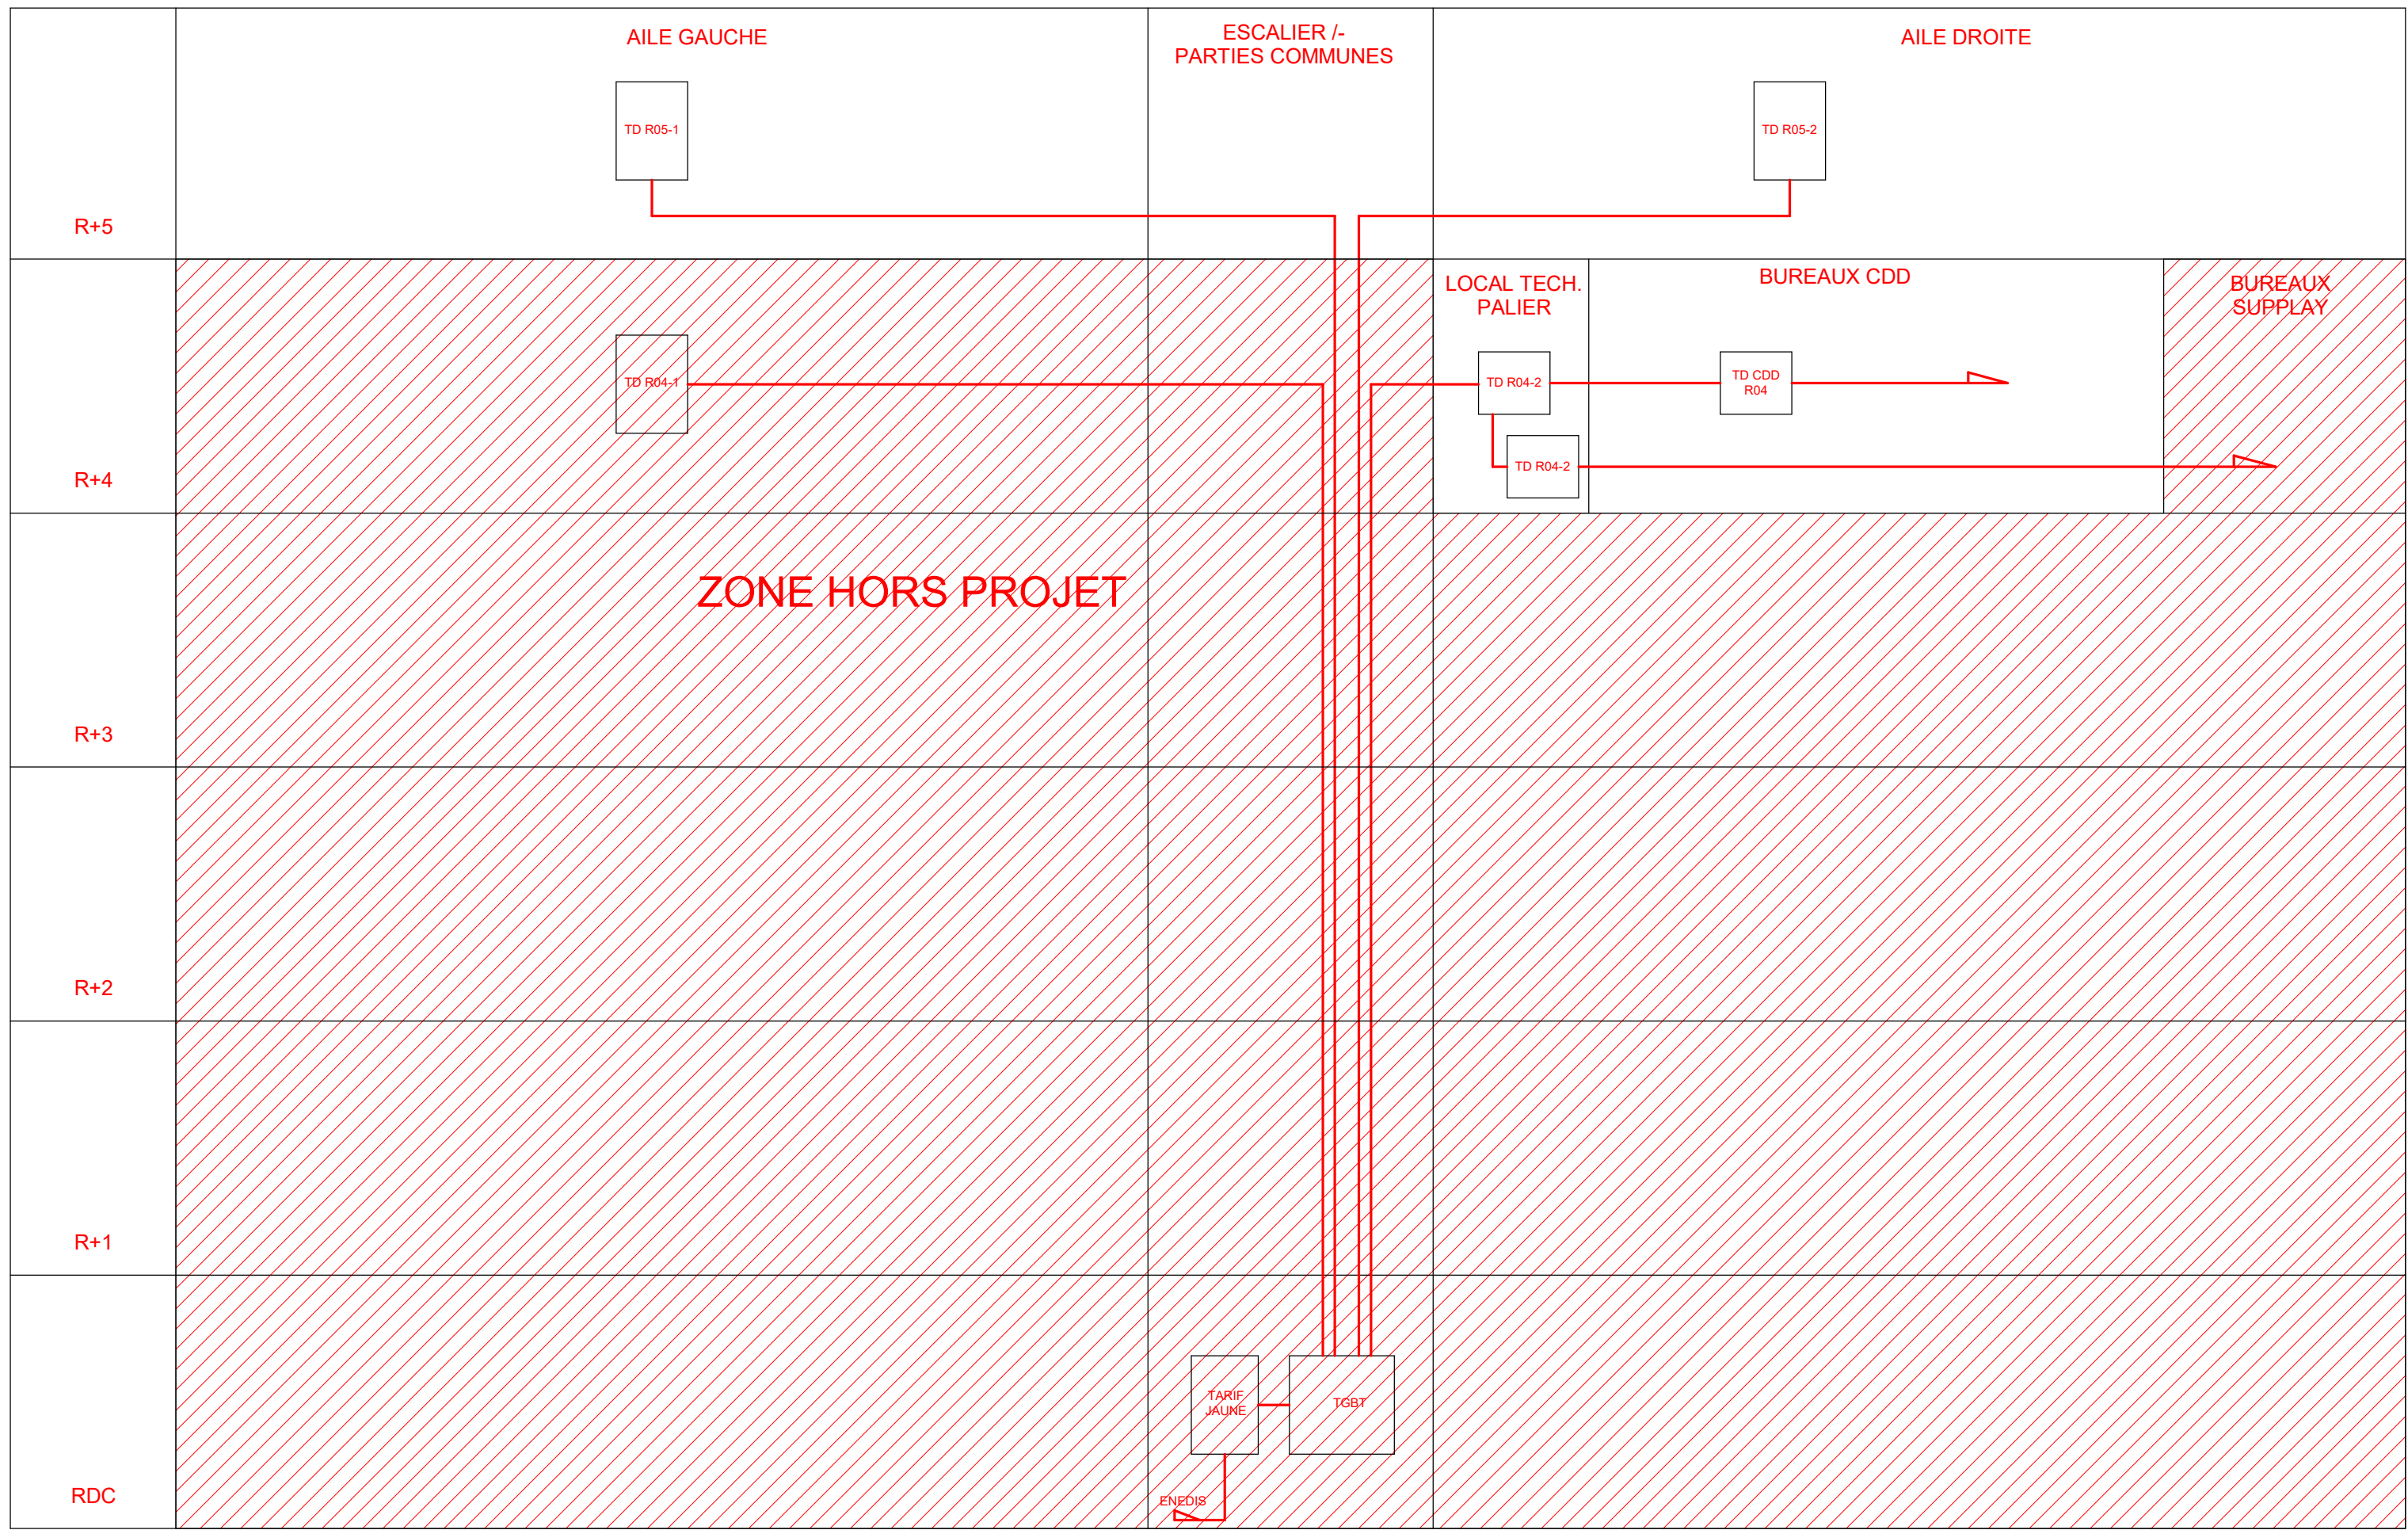 AILE GAUCHE
ESCALIER /-
PARTIES COMMUNES
AILE DROITE
TD R05-1
TD R05-2
R+5
LOCAL TECH.
PALIER
BUREAUX CDD
BUREAUX
SUPPLAY
TD R04-1
TD R04-2
TD CDD
R04
TD R04-2
R+4
ZONE HORS PROJET
R+3
R+2
R+1
TARIF
JAUNE
TGBT
RDC
ENEDIS